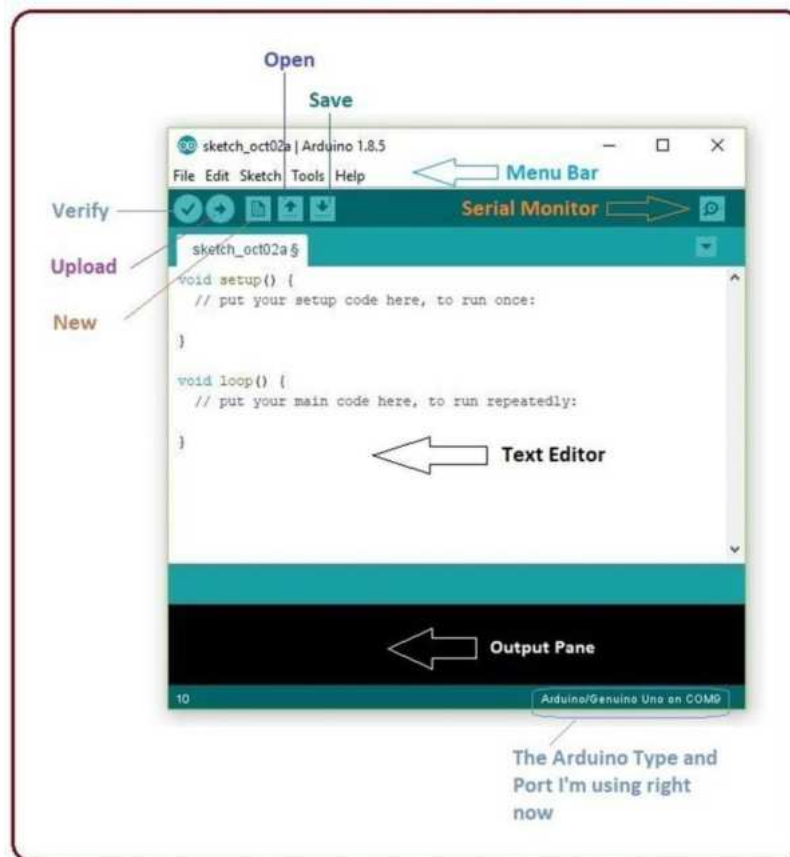 Open
Save
sketch_oct02a | Arduino 1.8.5
File Edit Sketch Tools Help
Menu Bar
Verify
Serial Monitor
Upload
sketch_oct02a §
New
void setup() {
// put your setup code here, to run once:
}
void loop() {
// put your main code here, to run repeatedly:
}
Text Editor
Output Pane
10
Arduino/Genuino Uno on COM9
The Arduino Type and
Port I'm using right
now